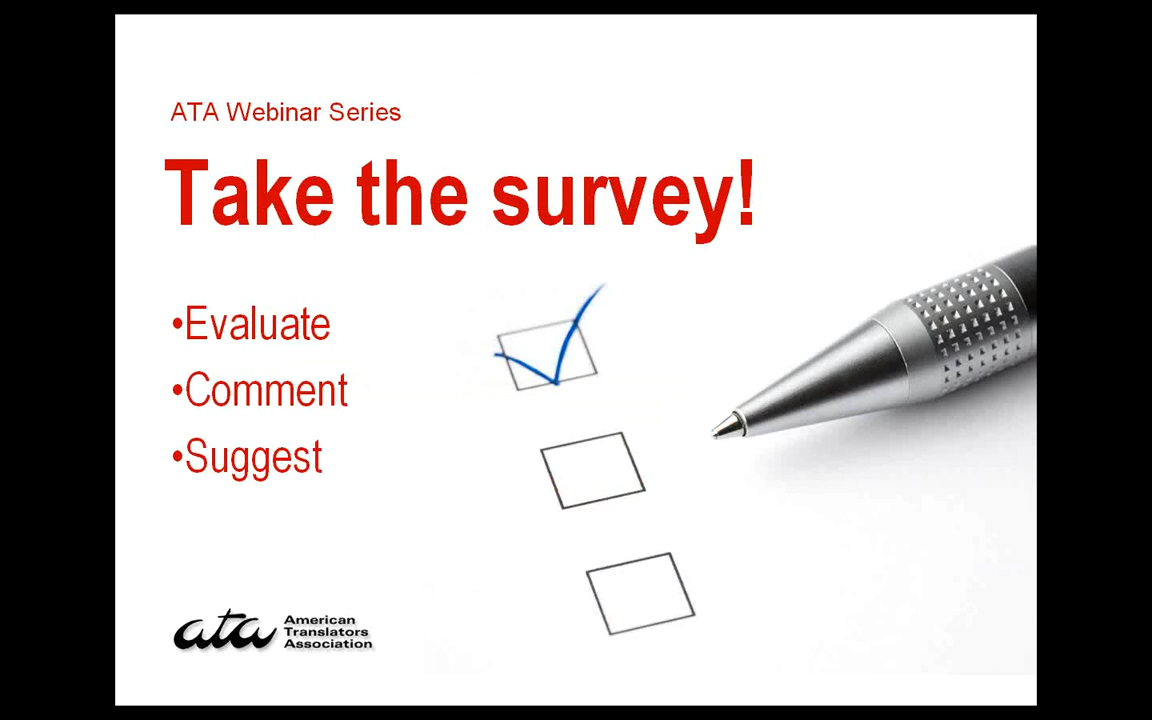 ATA Webinar Series
Take the survey!
•Evaluate
•Comment
•Suggest
ata
American
Translators
Association